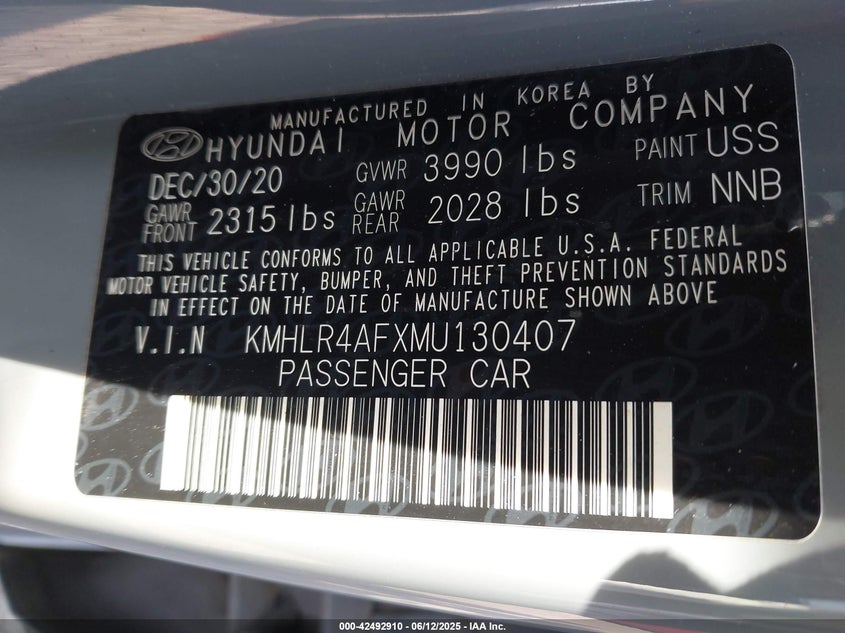 MANUFACTURED IN KOREA BY
HYUNDAI MOTOR COMPANY
DEC/30/20 GVWR 3990 lbs PAINT USS
GAWR FRONT 2315 lbs GAWR REAR 2028 lbs TRIM NNB
THIS VEHICLE CONFORMS TO ALL APPLICABLE U.S.A. FEDERAL
MOTOR VEHICLE SAFETY, BUMPER, AND THEFT PREVENTION STANDARDS
IN EFFECT ON THE DATE OF MANUFACTURE SHOWN ABOVE
V.I.N KMHLR4AFXMU130407
PASSENGER CAR
000-42492910 - 06/12/2025 - IAA Inc.